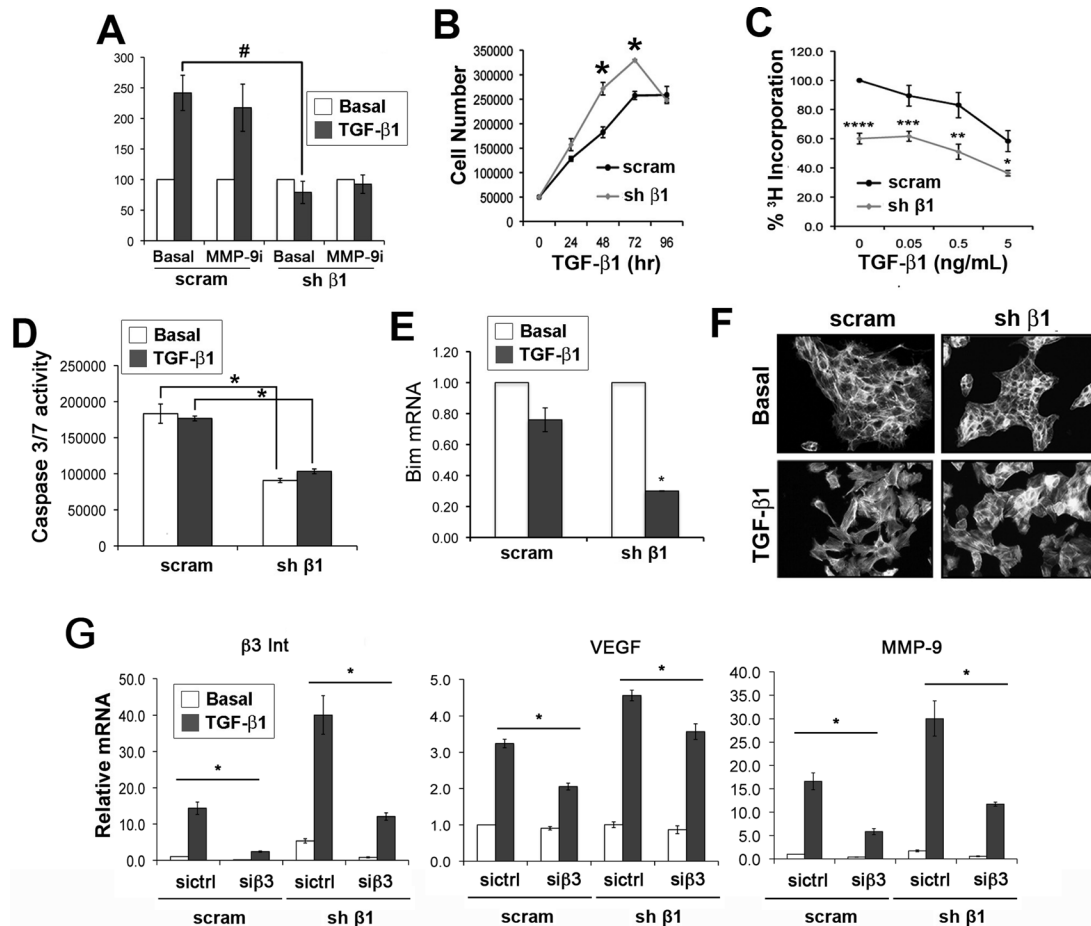 A
300
250
200
150
100
50
0
#
Basal
TGF-β1
Basal MMP-9i Basal MMP-9i
scram sh β1
B
Cell Number
350000
300000
250000
200000
150000
100000
50000
0
* *
scram
sh β1
0 24 48 72 96
TGF-β1 (hr)
C
% ³H Incorporation
120.0
100.0
80.0
60.0
40.0
20.0
0.0
**** *** ** *
scram
sh β1
0 0.05 0.5 5
TGF-β1 (ng/mL)
D
Caspase 3/7 activity
250000
200000
150000
100000
50000
0
Basal
TGF-β1
*
*
scram sh β1
E
Bim mRNA
1.20
1.00
0.80
0.60
0.40
0.20
0.00
Basal
TGF-β1
*
scram sh β1
F
scram sh β1
Basal
TGF-β1
G
Relative mRNA
β3 Int
50.0
40.0
30.0
20.0
10.0
0.0
Basal
TGF-β1
* *
sictrl siβ3 sictrl siβ3
scram sh β1
VEGF
5.0
4.0
3.0
2.0
1.0
0.0
* *
sictrl siβ3 sictrl siβ3
scram sh β1
MMP-9
40.0
35.0
30.0
25.0
20.0
15.0
10.0
5.0
0.0
* *
sictrl siβ3 sictrl siβ3
scram sh β1